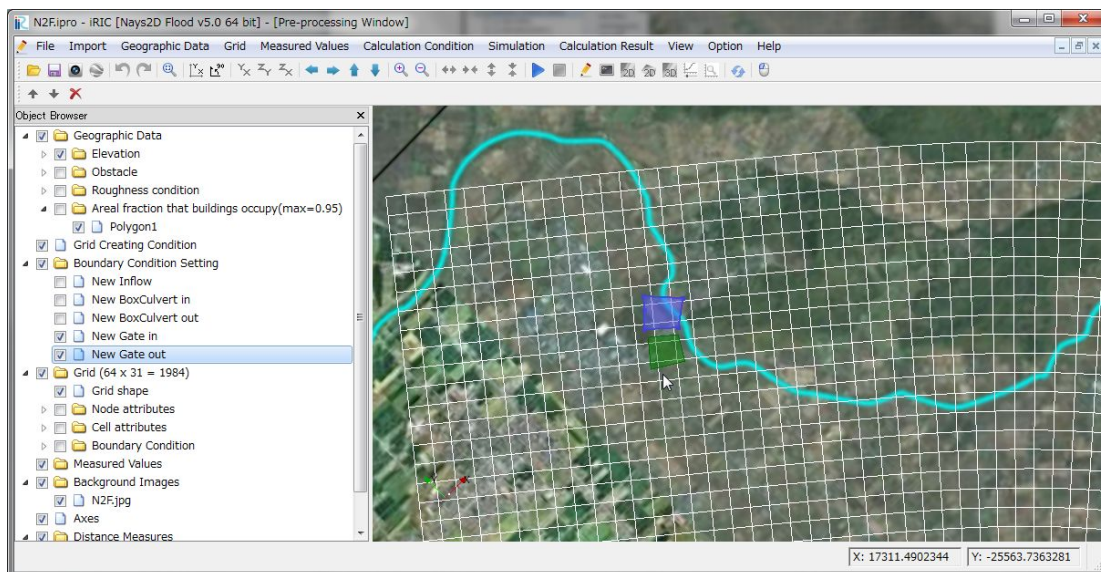 N2F.ipro - iRIC [Nays2D Flood v5.0 64 bit] - [Pre-processing Window]
File Import Geographic Data Grid Measured Values Calculation Condition Simulation Calculation Result View Option Help
Object Browser
Geographic Data
Elevation
Obstacle
Roughness condition
Areal fraction that buildings occupy(max=0.95)
Polygon1
Grid Creating Condition
Boundary Condition Setting
New Inflow
New BoxCulvert in
New BoxCulvert out
New Gate in
New Gate out
Grid (64 x 31 = 1984)
Grid shape
Node attributes
Cell attributes
Boundary Condition
Measured Values
Background Images
N2F.jpg
Axes
Distance Measures
X: 17311.4902344 Y: -25563.7363281